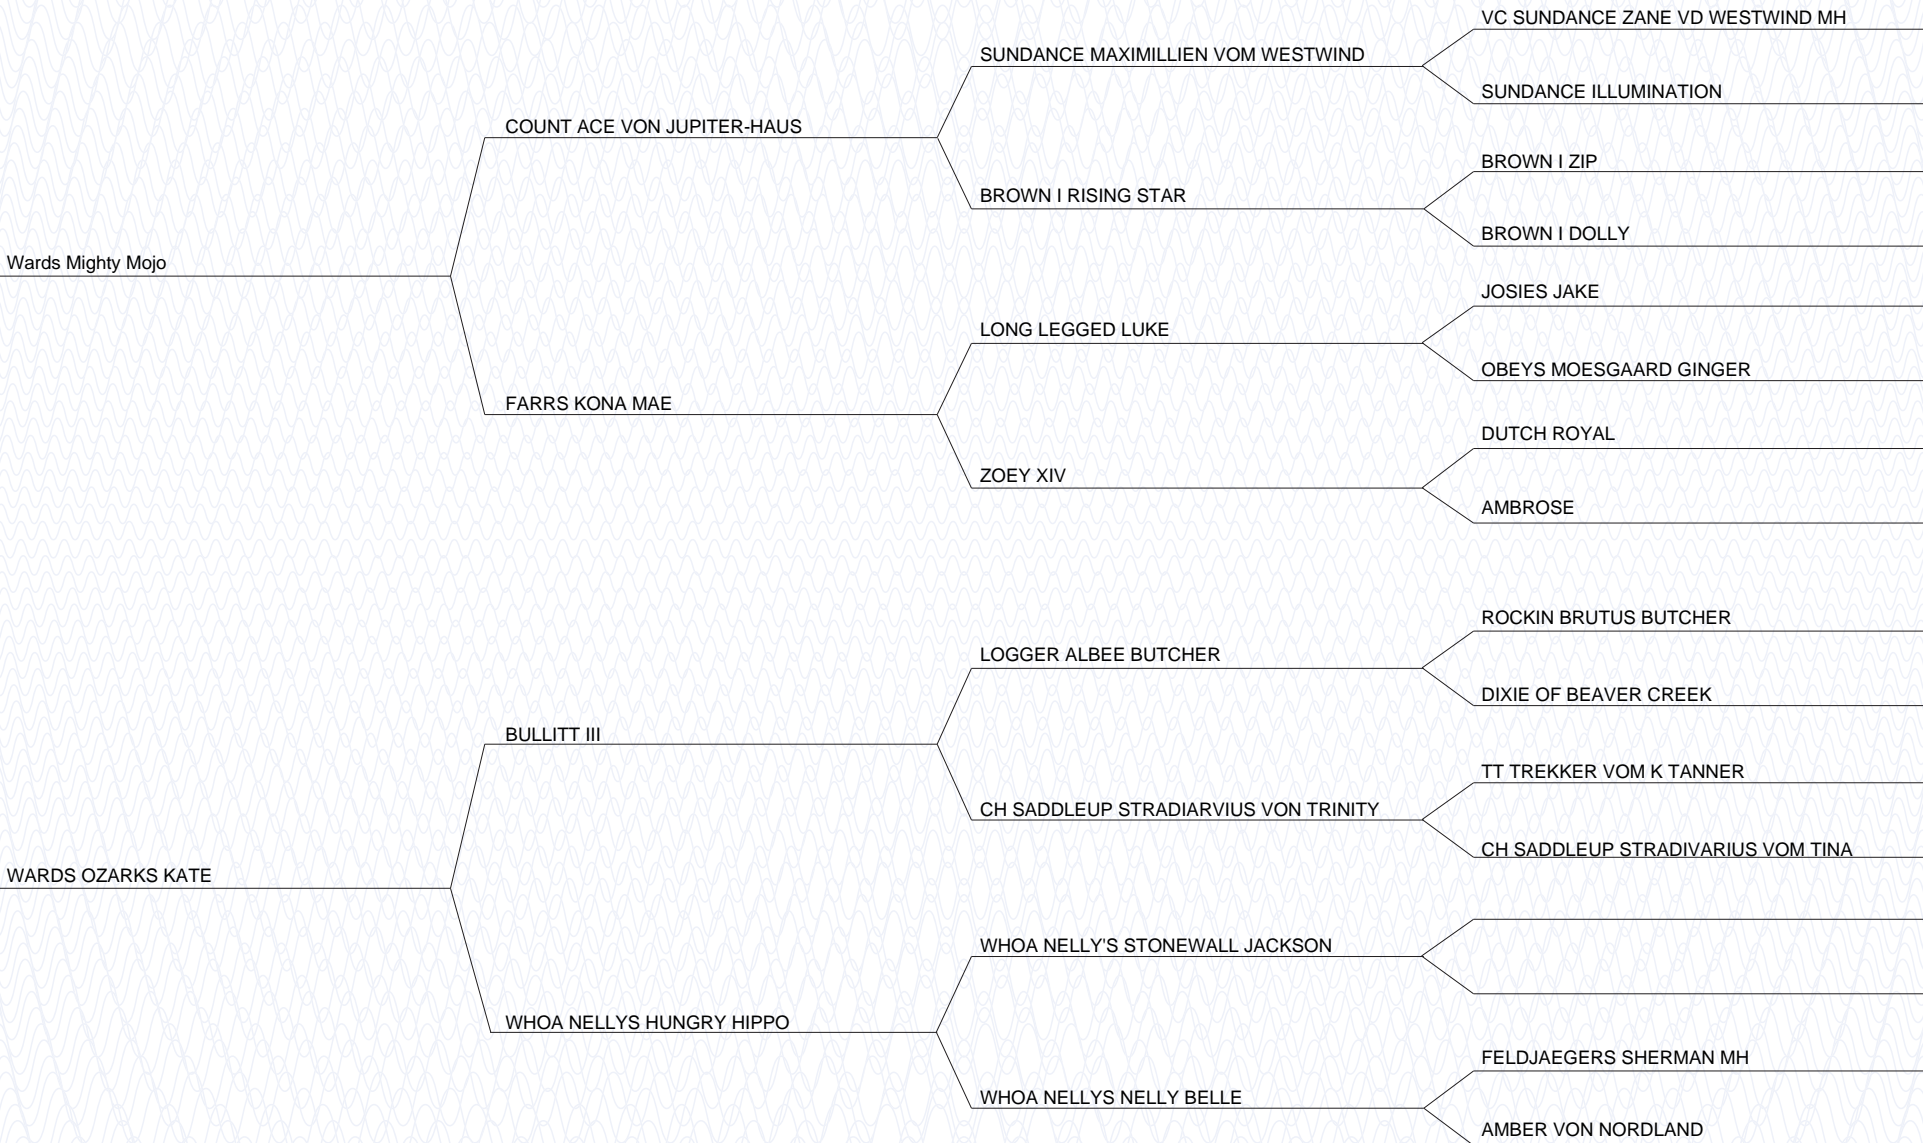 VC SUNDANCE ZANE VD WESTWIND MH
SUNDANCE MAXIMILLIEN VOM WESTWIND
SUNDANCE ILLUMINATION
COUNT ACE VON JUPITER-HAUS
BROWN I ZIP
BROWN I RISING STAR
BROWN I DOLLY
Wards Mighty Mojo
JOSIES JAKE
LONG LEGGED LUKE
OBEYS MOESGAARD GINGER
FARRS KONA MAE
DUTCH ROYAL
ZOEY XIV
AMBROSE
ROCKIN BRUTUS BUTCHER
LOGGER ALBEE BUTCHER
DIXIE OF BEAVER CREEK
BULLITT III
TT TREKKER VOM K TANNER
CH SADDLEUP STRADIARVIUS VON TRINITY
CH SADDLEUP STRADIVARIUS VOM TINA
WARDS OZARKS KATE
WHOA NELLY'S STONEWALL JACKSON
WHOA NELLYS HUNGRY HIPPO
FELDJAEGERS SHERMAN MH
WHOA NELLYS NELLY BELLE
AMBER VON NORDLAND